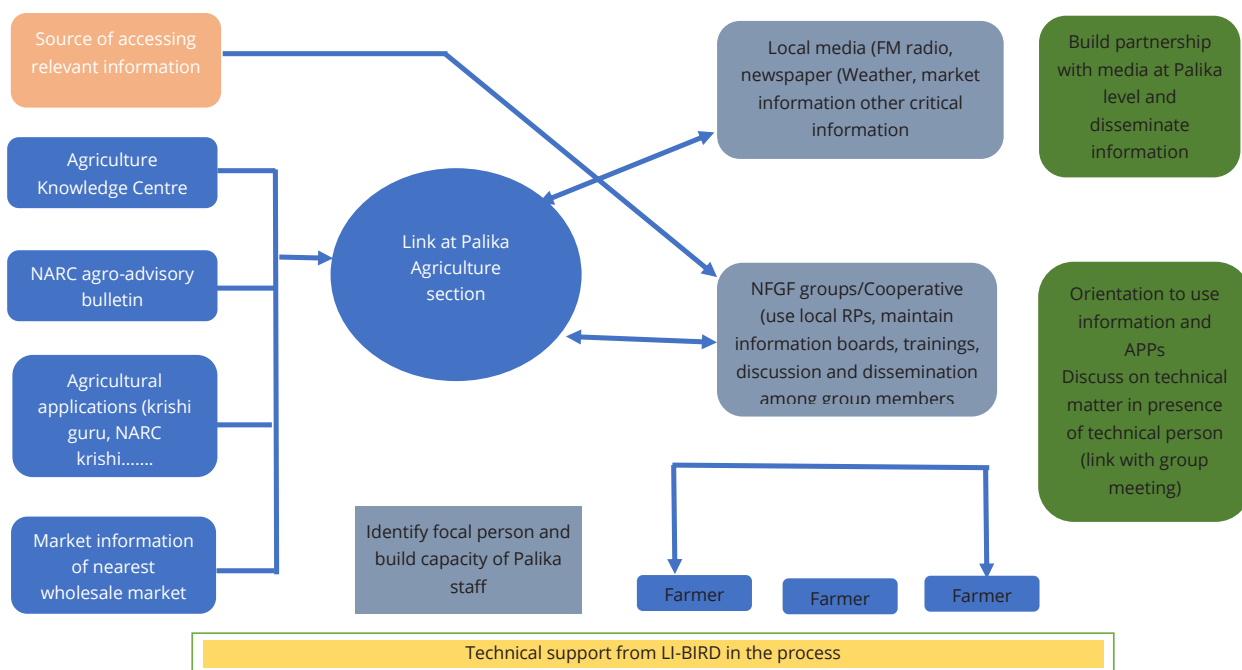 Source of accessing
relevant information
Agriculture
Knowledge Centre
NARC agro-advisory
bulletin
Agricultural
applications (krishi
guru, NARC
krishi…....
Market information
of nearest
wholesale market
Link at Palika
Agriculture
section
Identify focal person and
build capacity of Palika
staff
Local media (FM radio,
newspaper (Weather, market
information other critical
information
NFGF groups/Cooperative
(use local RPs, maintain
information boards, trainings,
discussion and dissemination
among group members
Farmer
Farmer
Farmer
Build partnership
with media at Palika
level and
disseminate
information
Orientation to use
information and
APPs
Discuss on technical
matter in presence
of technical person
(link with group
meeting)
Technical support from LI-BIRD in the process